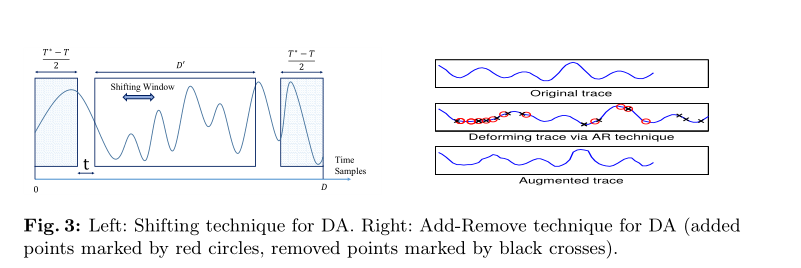 T* − T
2
D′
T* − T
2
Shifting Window
t
Time
Samples
0
D
Original trace
Deforming trace via AR technique
Augmented trace
Fig. 3: Left: Shifting technique for DA. Right: Add-Remove technique for DA (added
points marked by red circles, removed points marked by black crosses).